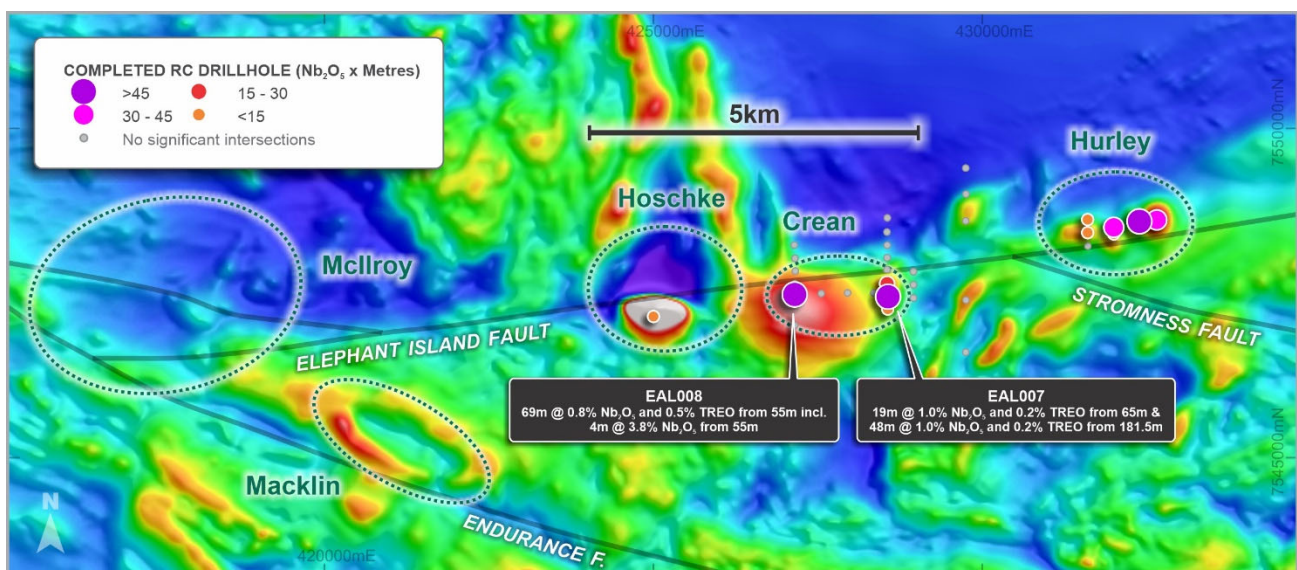 425000mE
430000mE
COMPLETED RC DRILLHOLE (Nb₂O₅ x Metres)
>45
15 - 30
30 - 45
<15
No significant intersections
5km
7550000mN
Hurley
Hoschke
Crean
McIlroy
STROMNESS FAULT
ELEPHANT ISLAND FAULT
EAL008
69m @ 0.8% Nb₂O₅ and 0.5% TREO from 55m incl.
4m @ 3.8% Nb₂O₅ from 55m
EAL007
19m @ 1.0% Nb₂O₅ and 0.2% TREO from 65m &
48m @ 1.0% Nb₂O₅ and 0.2% TREO from 181.5m
7545000mN
Macklin
N
ENDURANCE F.
420000mE